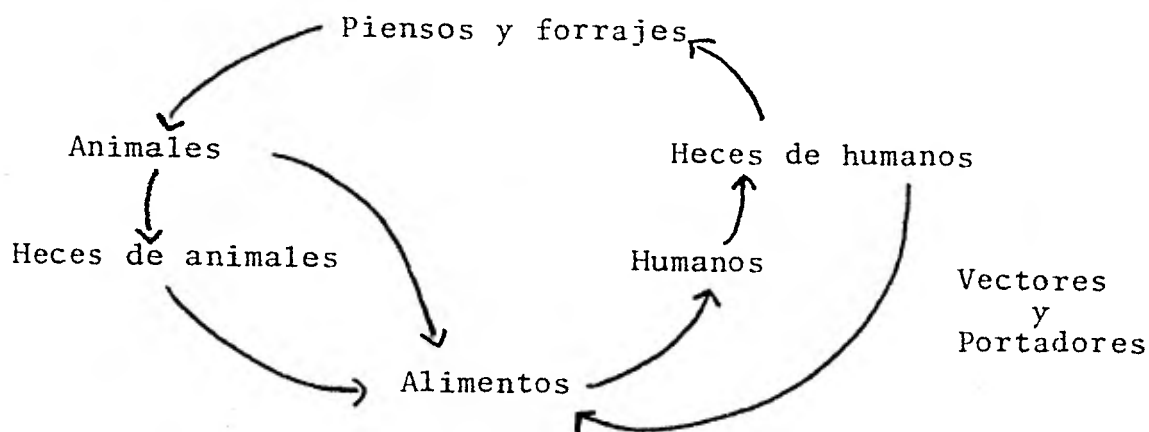 Piensos y forrajes
Animales
Heces de humanos
Heces de animales
Humanos
Vectores
y
Portadores
Alimentos